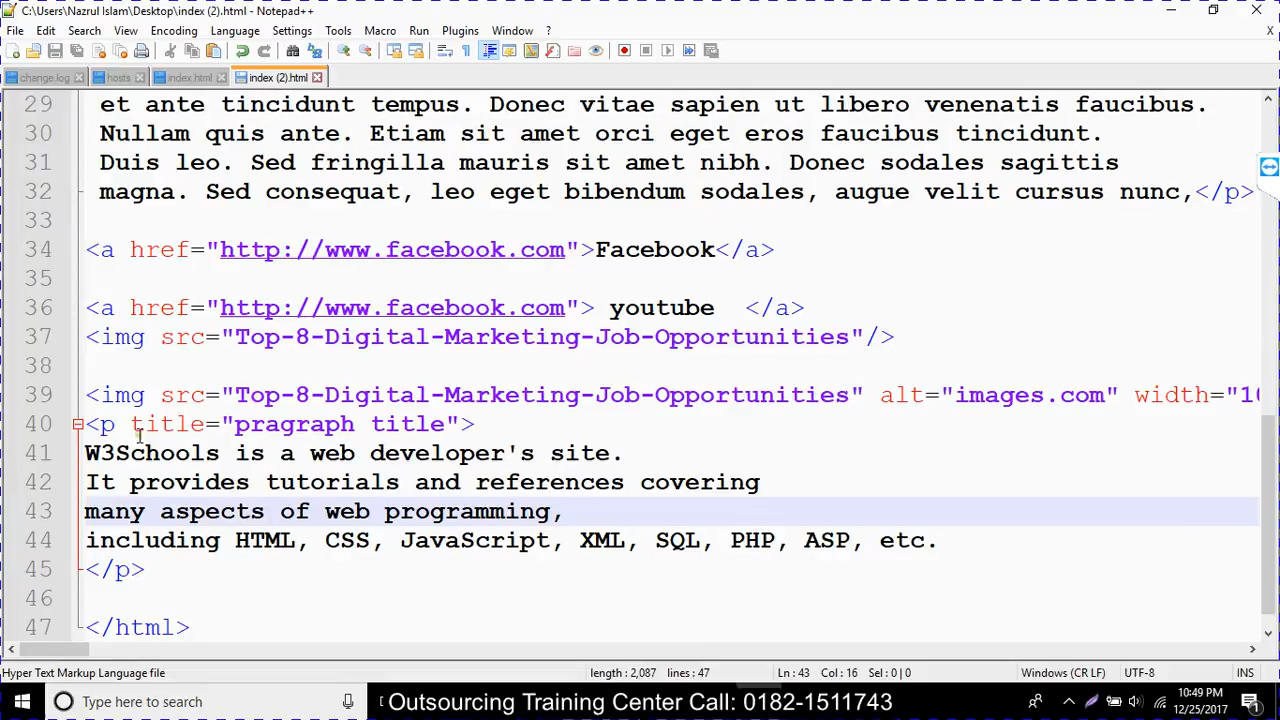 C:\Users\Nazrul Islam\Desktop\index (2).html - Notepad++
File Edit Search View Encoding Language Settings Tools Macro Run Plugins Window ? X
change.log hosts index.html index (2).html
29 et ante tincidunt tempus. Donec vitae sapien ut libero venenatis faucibus.
30 Nullam quis ante. Etiam sit amet orci eget eros faucibus tincidunt.
31 Duis leo. Sed fringilla mauris sit amet nibh. Donec sodales sagittis
32 magna. Sed consequat, leo eget bibendum sodales, augue velit cursus nunc,</p>
33
34 <a href="http://www.facebook.com">Facebook</a>
35
36 <a href="http://www.facebook.com"> youtube  </a>
37 <img src="Top-8-Digital-Marketing-Job-Opportunities"/>
38
39 <img src="Top-8-Digital-Marketing-Job-Opportunities" alt="images.com" width="10
40 <p title="pragraph title">
41 W3Schools is a web developer's site.
42 It provides tutorials and references covering
43 many aspects of web programming,
44 including HTML, CSS, JavaScript, XML, SQL, PHP, ASP, etc.
45 </p>
46
47 </html>
Hyper Text Markup Language file length : 2,087 lines : 47 Ln : 43 Col : 16 Sel : 0 | 0 Windows (CR LF) UTF-8 INS
Type here to search [ Outsourcing Training Center Call: 0182-1511743 10:49 PM
12/25/2017